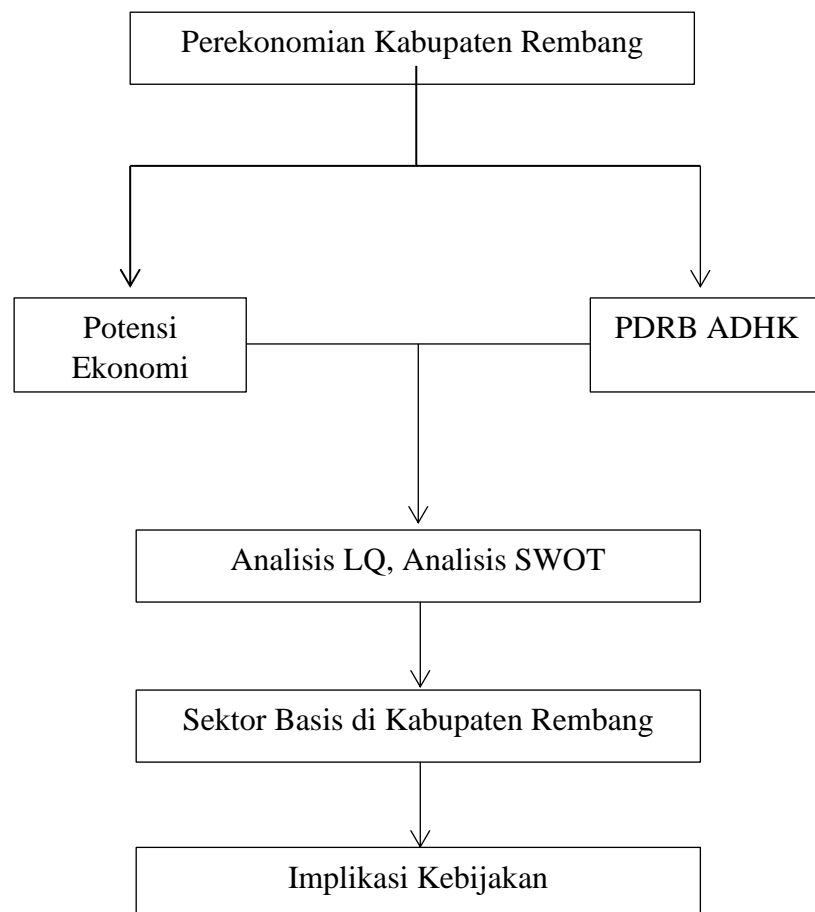 Perekonomian Kabupaten Rembang
Potensi
Ekonomi
PDRB ADHK
Analisis LQ, Analisis SWOT
Sektor Basis di Kabupaten Rembang
Implikasi Kebijakan